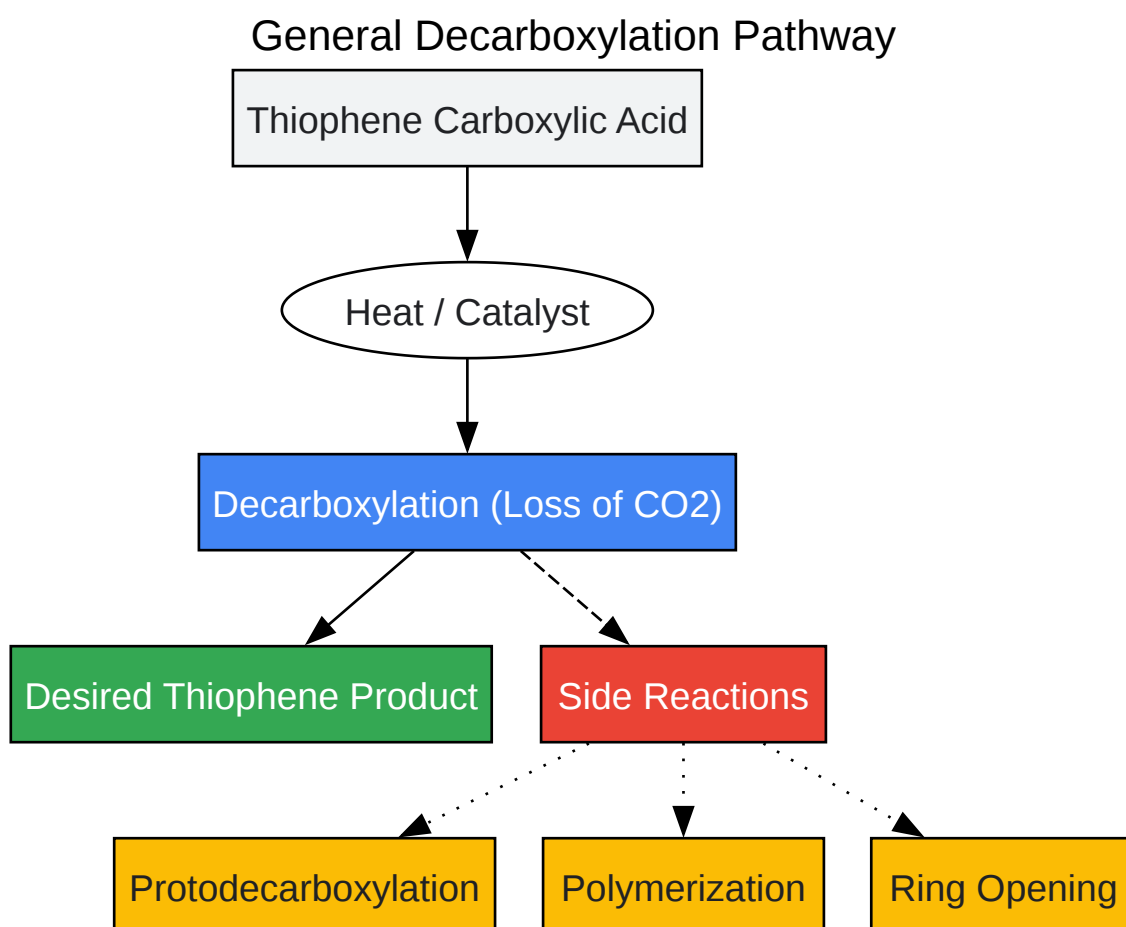 General Decarboxylation Pathway
Thiophene Carboxylic Acid
Heat / Catalyst
Decarboxylation (Loss of CO2)
Desired Thiophene Product
Side Reactions
Protodecarboxylation
Polymerization
Ring Opening